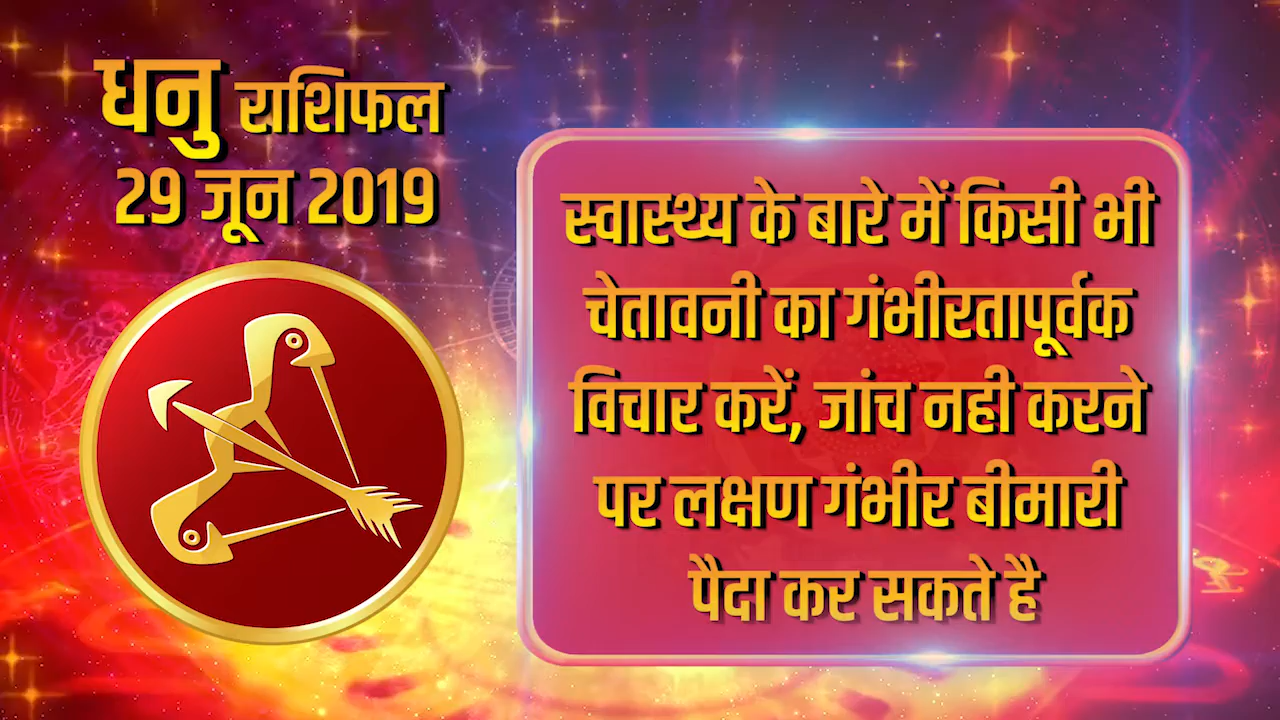 धनु राशिफल
29 जून 2019
स्वास्थ्य के बारे में किसी भी
चेतावनी का गंभीरतापूर्वक
विचार करें, जांच नही करने
पर लक्षण गंभीर बीमारी
पैदा कर सकते है